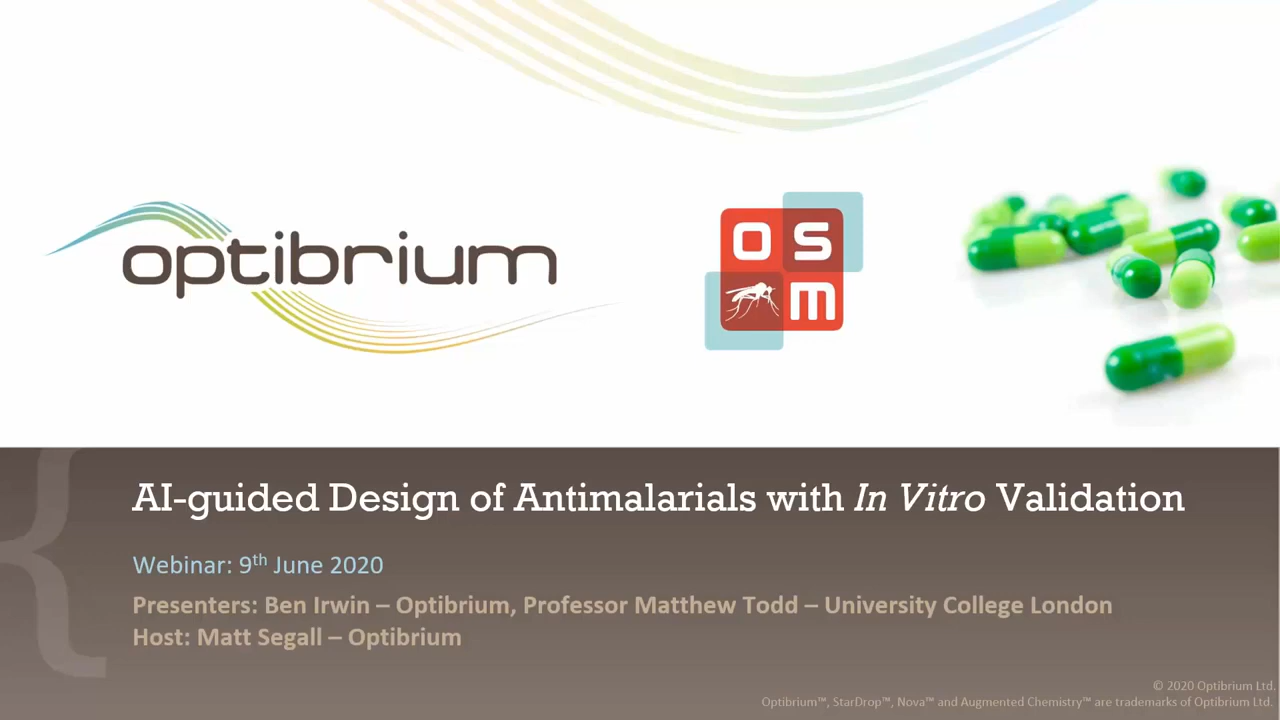 optibrium
O S
m
AI-guided Design of Antimalarials with In Vitro Validation
Webinar: 9th June 2020
Presenters: Ben Irwin – Optibrium, Professor Matthew Todd – University College London
Host: Matt Segall – Optibrium
© 2020 Optibrium Ltd.
Optibrium™, StarDrop™, Nova™ and Augmented Chemistry™ are trademarks of Optibrium Ltd.